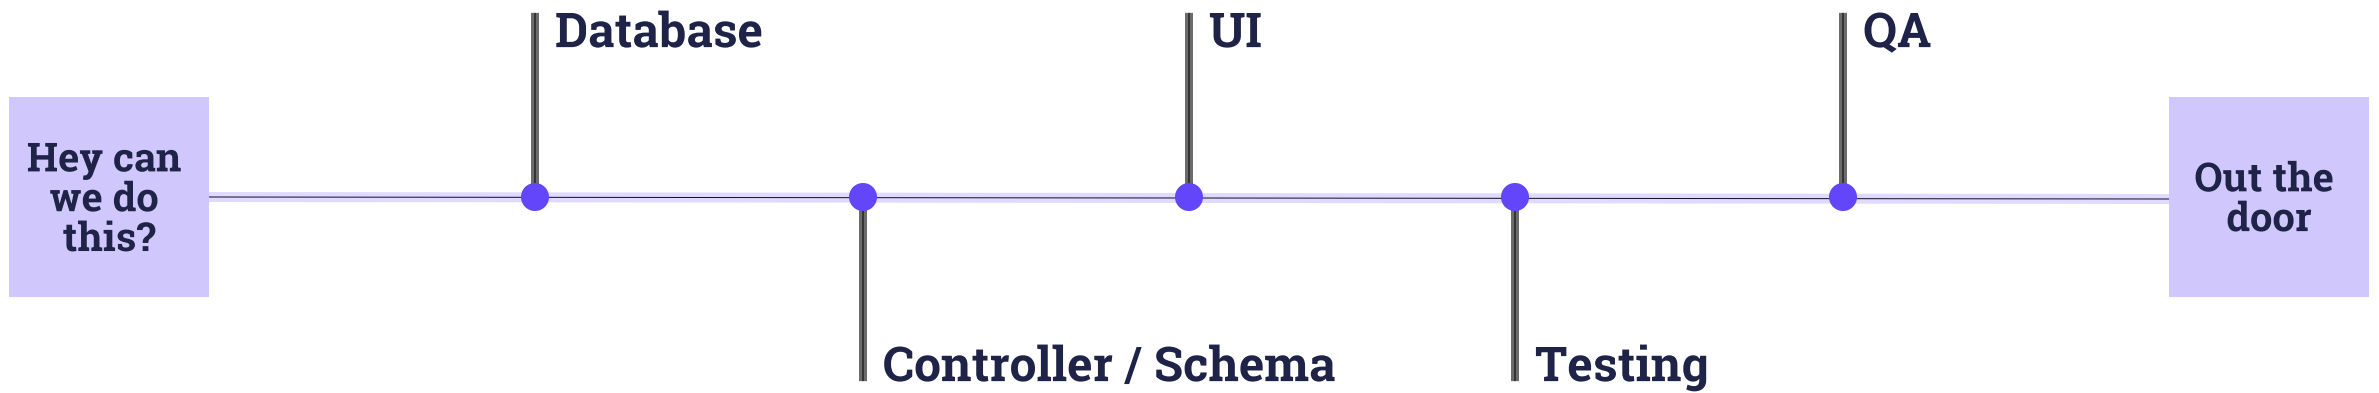 Database
UI
QA
Hey can
we do
this?
Out the
door
Controller / Schema
Testing